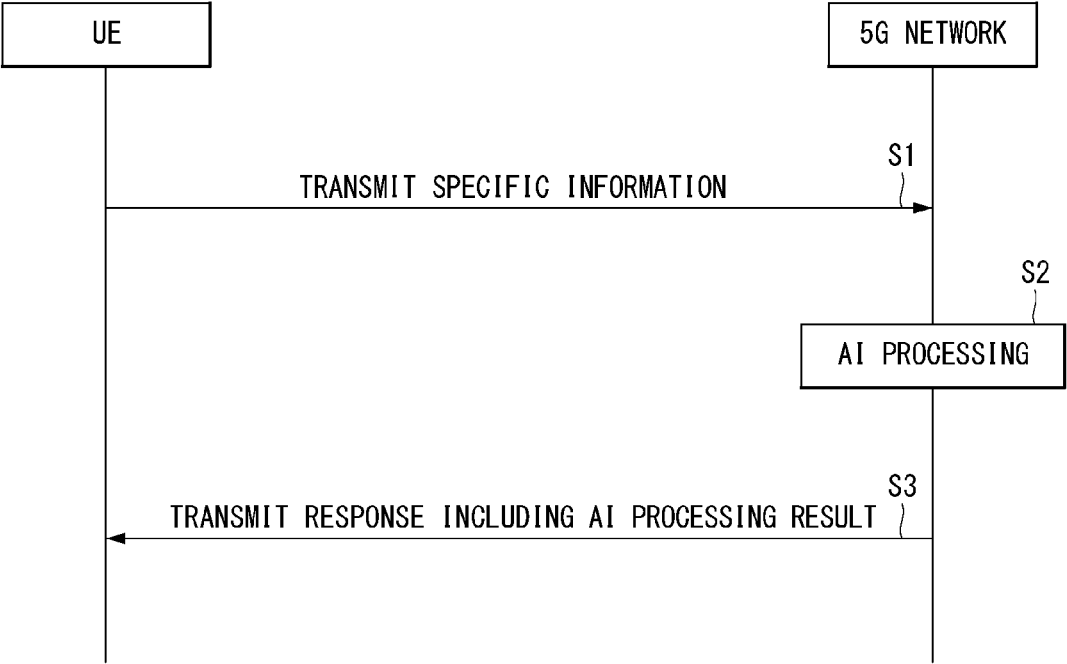 UE
5G NETWORK
S1
TRANSMIT SPECIFIC INFORMATION
S2
AI PROCESSING
S3
TRANSMIT RESPONSE INCLUDING AI PROCESSING RESULT